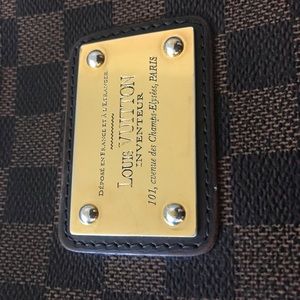 DÉPOSÉ EN FRANCE ET À L'ÉTRANGER
LOUIS VUITTON
INVENTEUR
101, avenue des Champs-Elysées, PARIS